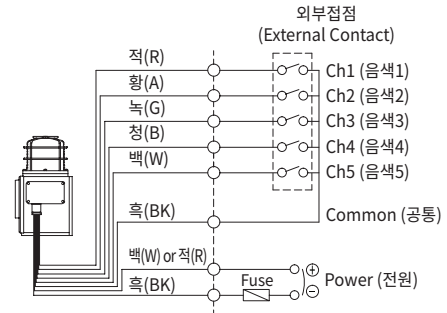 외부접점
(External Contact)
적(R)
Ch1 (음색1)
황(A)
Ch2 (음색2)
녹(G)
Ch3 (음색3)
청(B)
Ch4 (음색4)
백(W)
Ch5 (음색5)
흑(BK)
Common (공통)
백(W) or 적(R)
⊕
흑(BK)
Fuse
⊖
Power (전원)